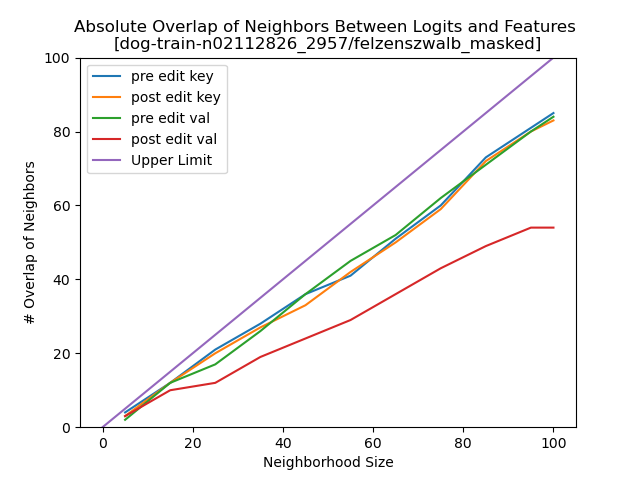 Absolute Overlap of Neighbors Between Logits and Features
[dog-train-n02112826_2957/felzenszwalb_masked]
pre edit key
post edit key
pre edit val
post edit val
Upper Limit
100
80
60
40
20
0
# Overlap of Neighbors
0 20 40 60 80 100
Neighborhood Size